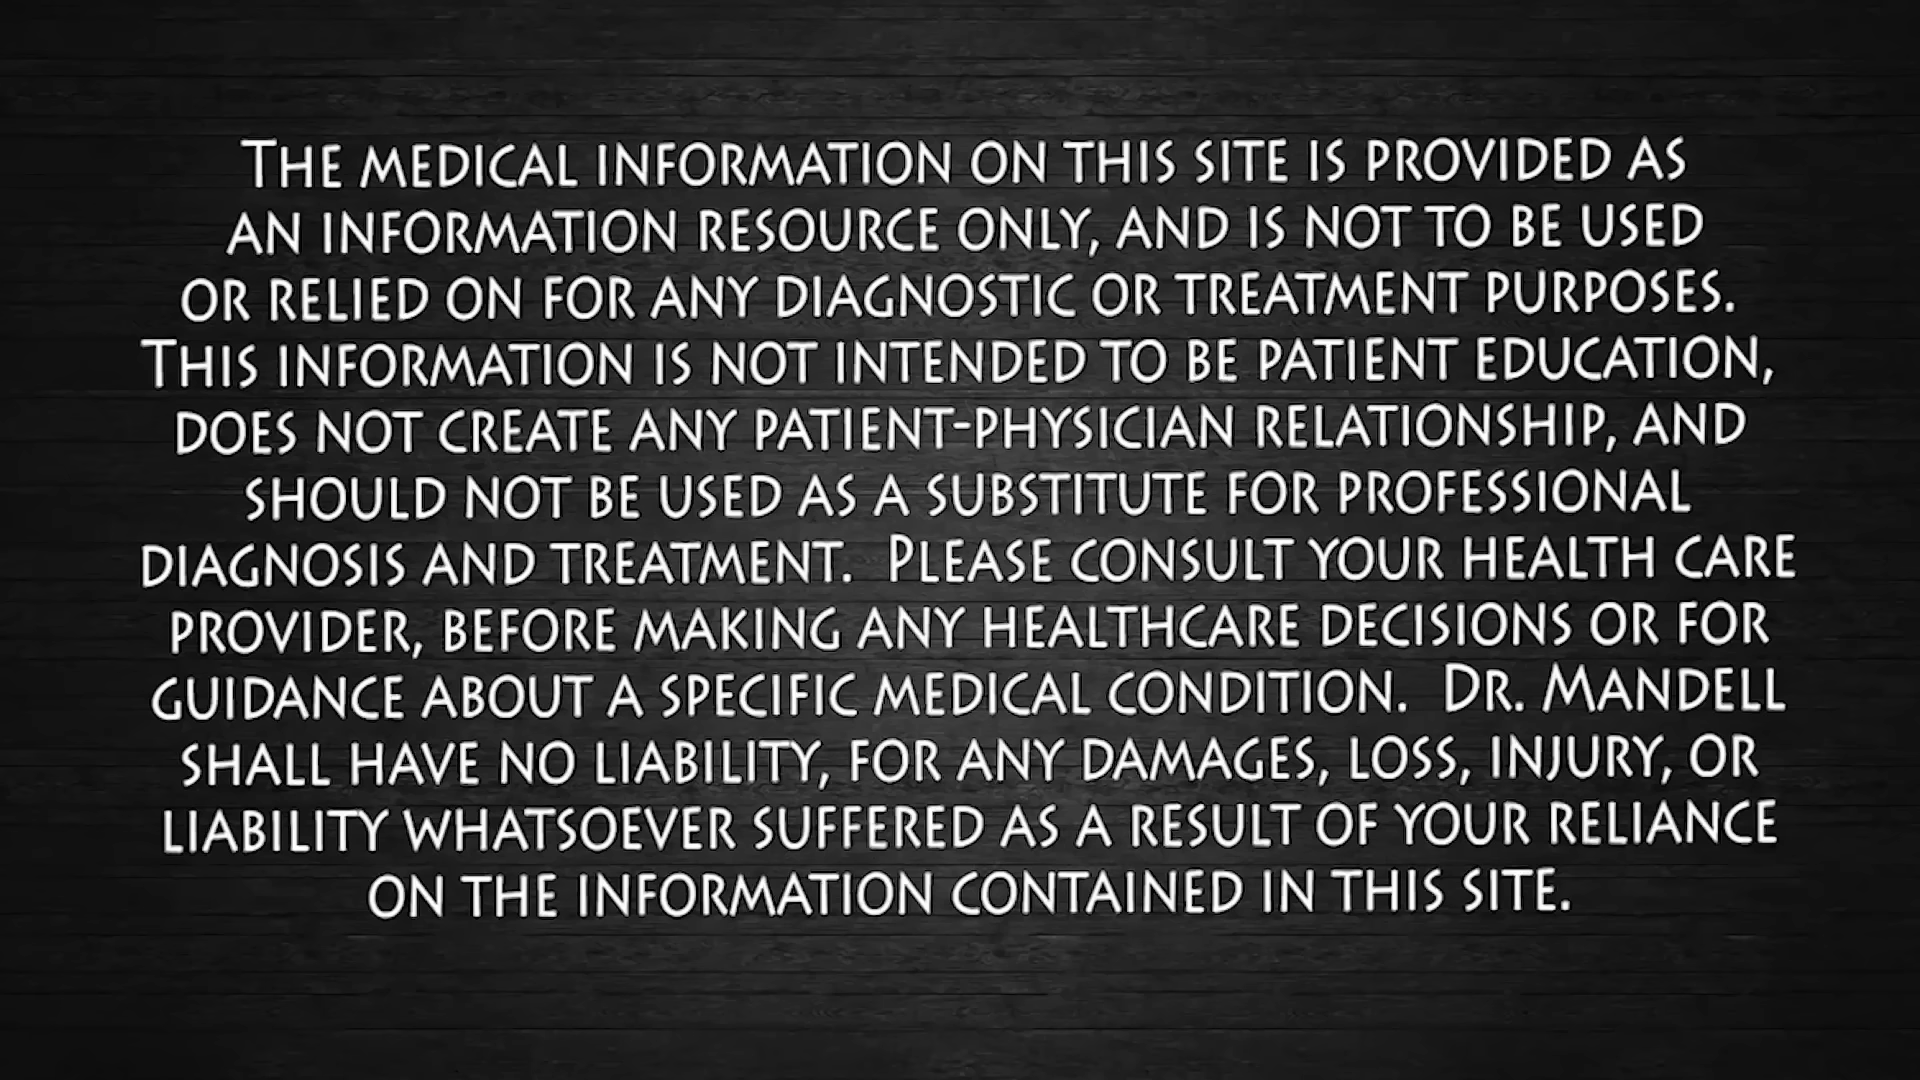 The medical information on this site is provided as
an information resource only, and is not to be used
or relied on for any diagnostic or treatment purposes.
This information is not intended to be patient education,
does not create any patient-physician relationship, and
should not be used as a substitute for professional
diagnosis and treatment.  Please consult your health care
provider, before making any healthcare decisions or for
guidance about a specific medical condition.  Dr. Mandell
shall have no liability, for any damages, loss, injury, or
liability whatsoever suffered as a result of your reliance
on the information contained in this site.